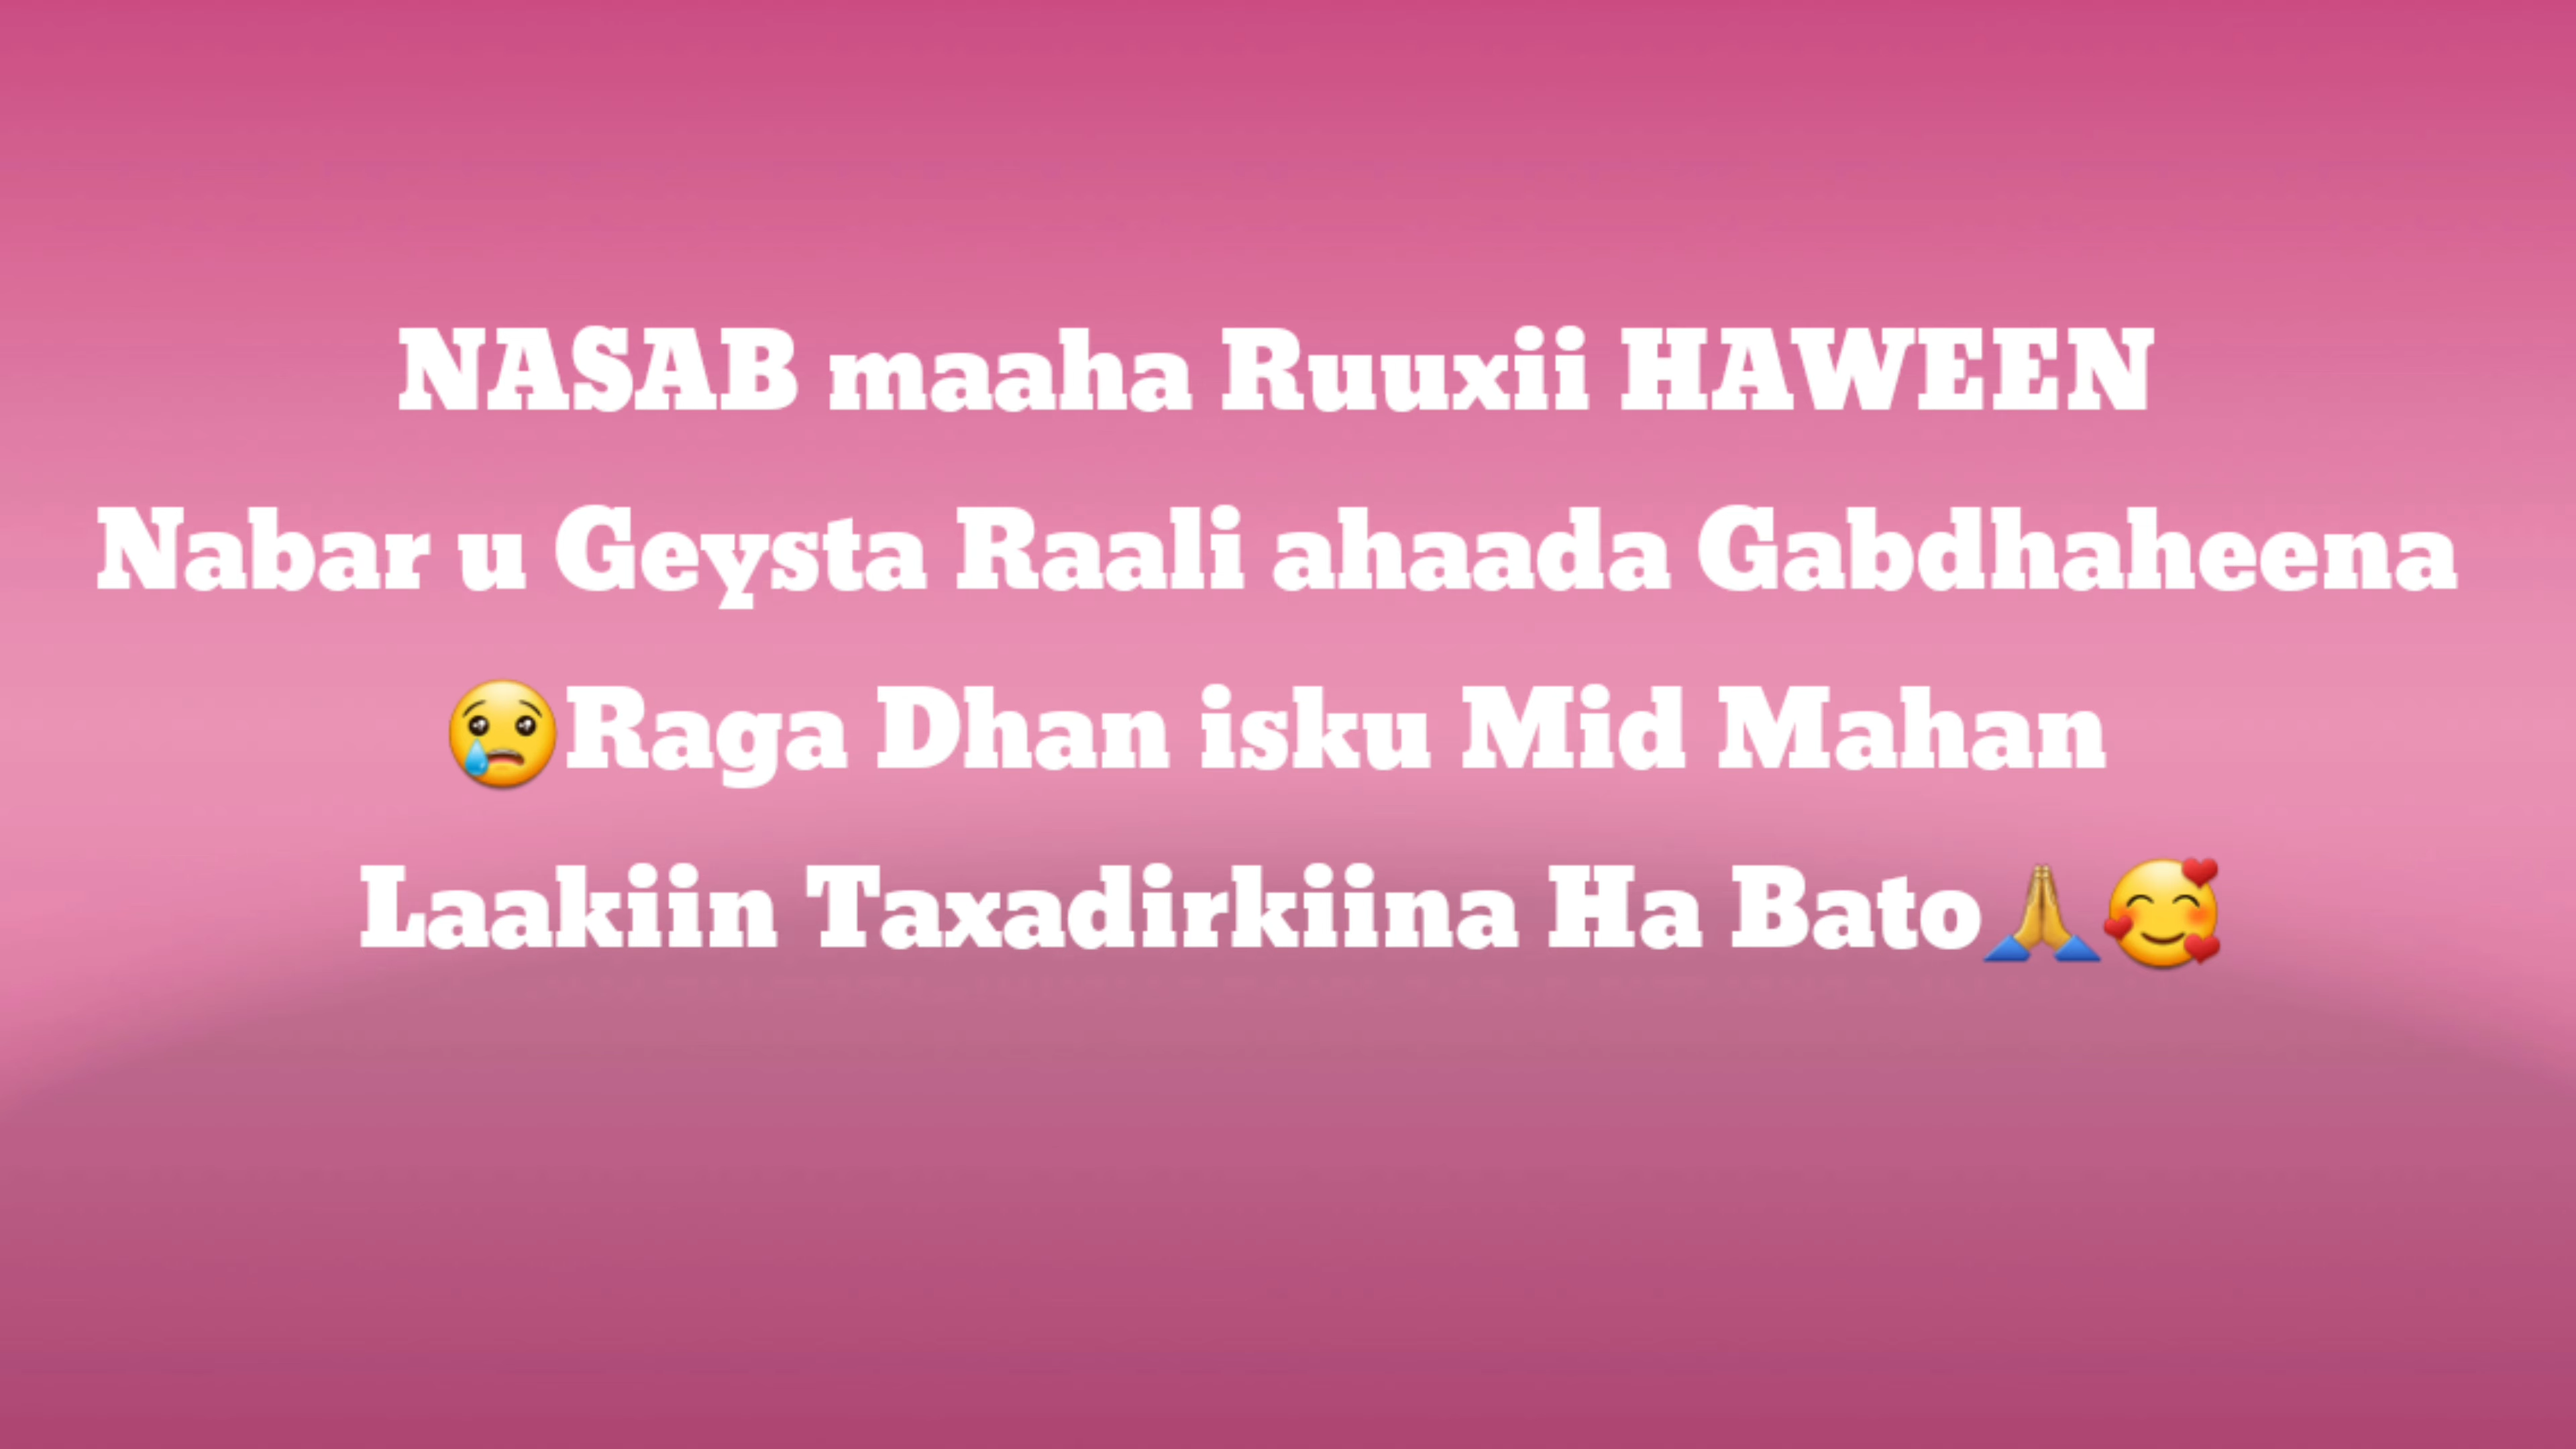 NASAB maaha Ruuxii HAWEEN
Nabar u Geysta Raali ahaada Gabdhaheena
😢Raga Dhan isku Mid Mahan
Laakiin Taxadirkiina Ha Bato🙏🥰